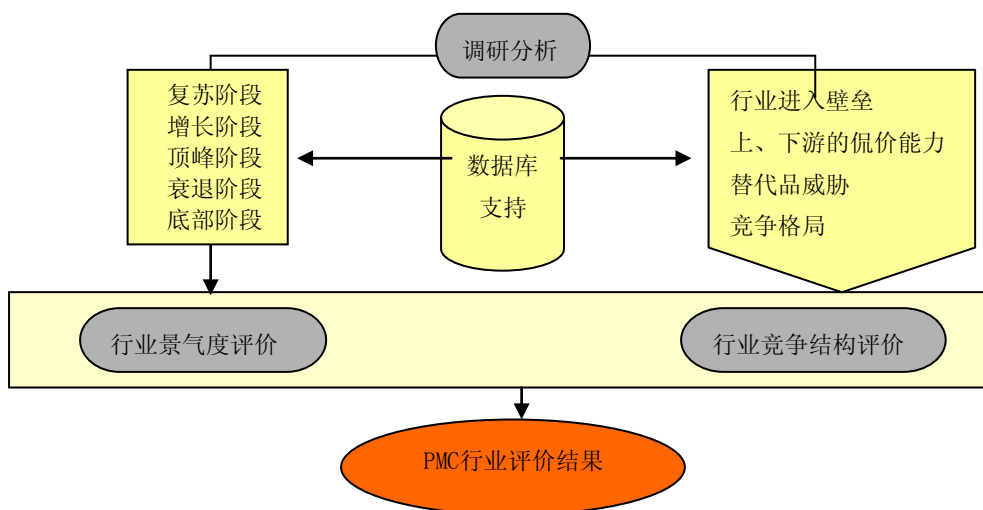 调研分析
复苏阶段
增长阶段
顶峰阶段
衰退阶段
底部阶段
数据库
支持
行业进入壁垒
上、下游的侃价能力
替代品威胁
竞争格局
行业景气度评价
行业竞争结构评价
PMC行业评价结果